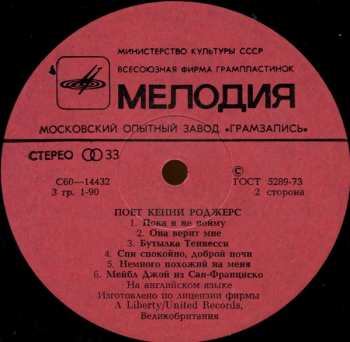 МИНИСТЕРСТВО КУЛЬТУРЫ СССР
ВСЕСОЮЗНАЯ ФИРМА ГРАМПЛАСТИНОК
МЕЛОДИЯ
МОСКОВСКИЙ ОПЫТНЫЙ ЗАВОД «ГРАМЗАПИСЬ»
СТЕРЕО 33
©
С60—14432 ГОСТ 5289-73
3 гр. 1-90 2 сторона
ПОЕТ КЕННИ РОДЖЕРС
1. Пока я не пойму
2. Она верит мне
3. Бутылка Теннесси
4. Спи спокойно, доброй ночи
5. Немного похожий на меня
6. Мейбл Джой из Сан-Франциско
На английском языке
Изготовлено по лицензии фирмы
A Liberty/United Records,
Великобритания